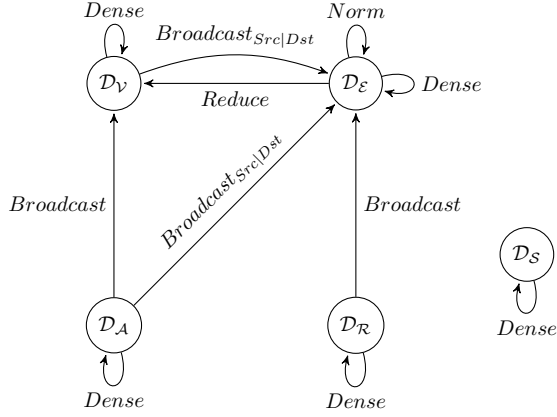 Dense
Norm
Broadcast_{Src|Dst}
𝒟_𝒱
𝒟_ℰ
Dense
Reduce
Broadcast_{Src|Dst}
Broadcast
Broadcast
𝒟_𝒮
𝒟_𝒜
𝒟_ℛ
Dense
Dense
Dense